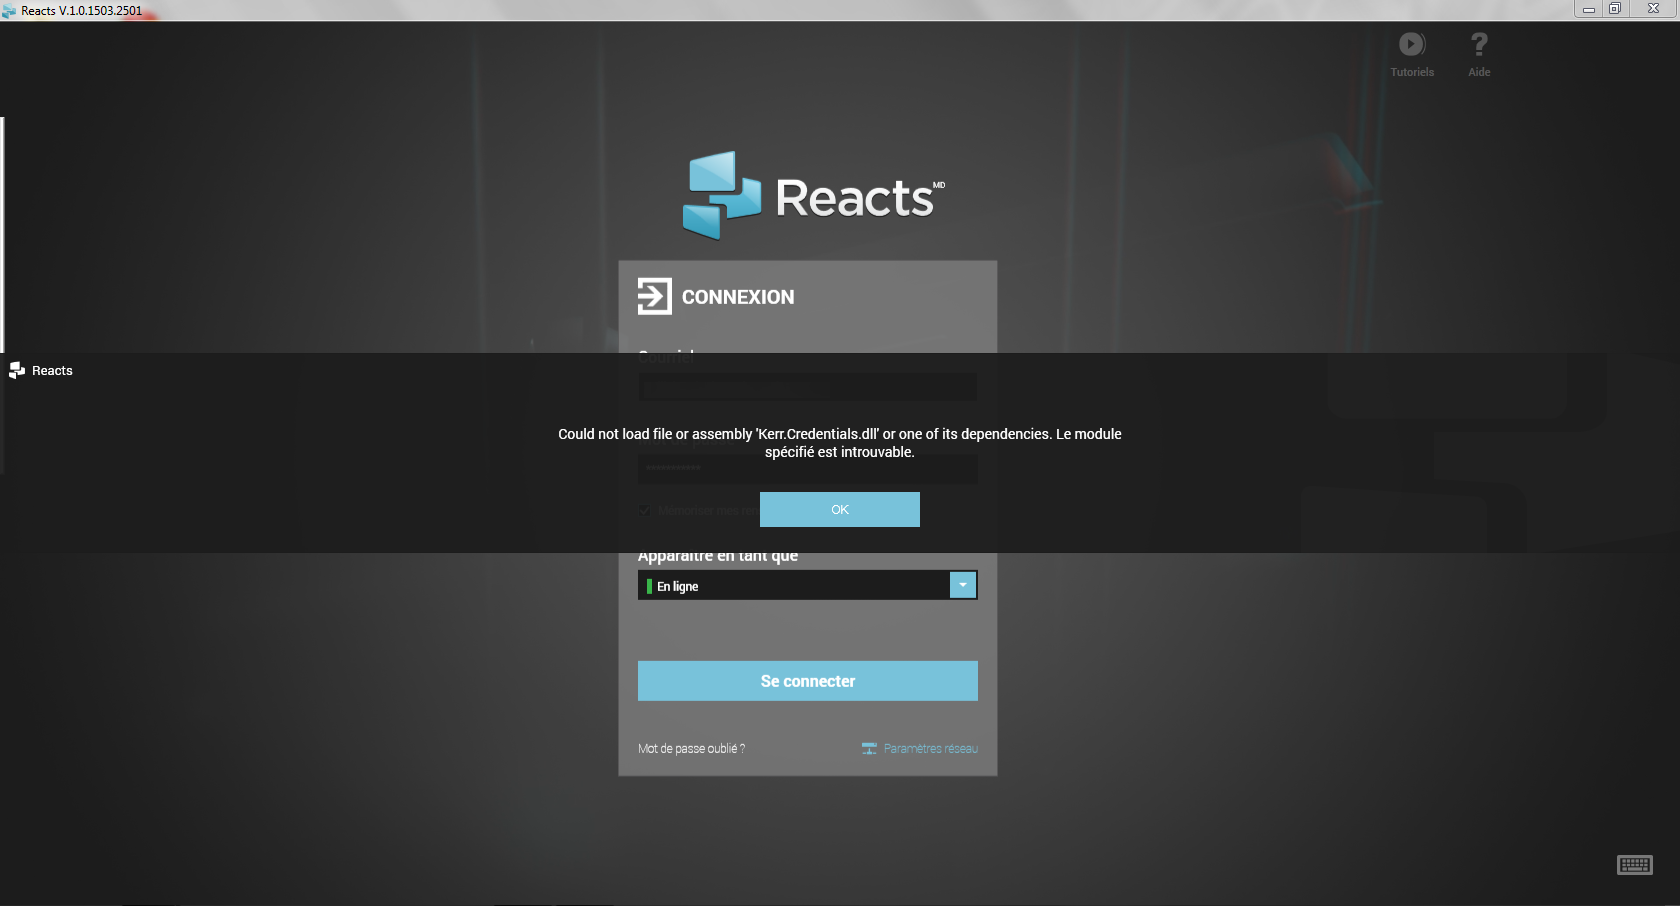 Reacts V.1.0.1503.2501
Tutoriels
Aide
Reacts MD
CONNEXION
Courriel
Reacts
Could not load file or assembly 'Kerr.Credentials.dll' or one of its dependencies. Le module
spécifié est introuvable.
Mémoriser mes
OK
Apparaître en tant que
En ligne
Se connecter
Mot de passe oublié ?
Paramètres réseau